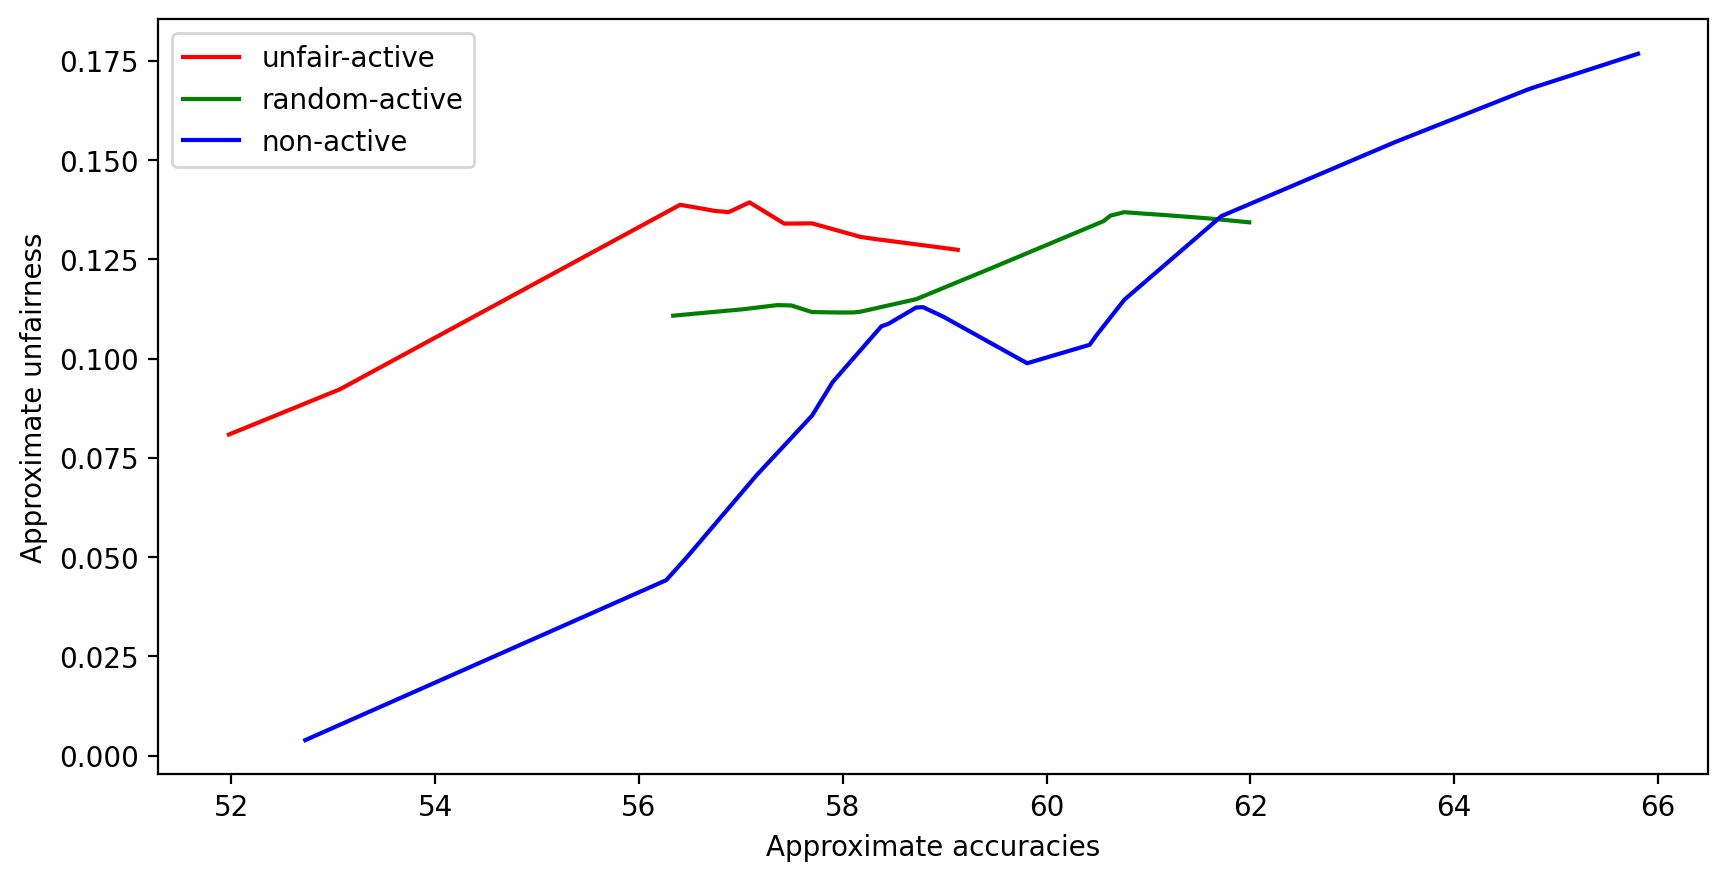 unfair-active
random-active
non-active
Approximate unfairness
0.175
0.150
0.125
0.100
0.075
0.050
0.025
0.000
52 54 56 58 60 62 64 66
Approximate accuracies